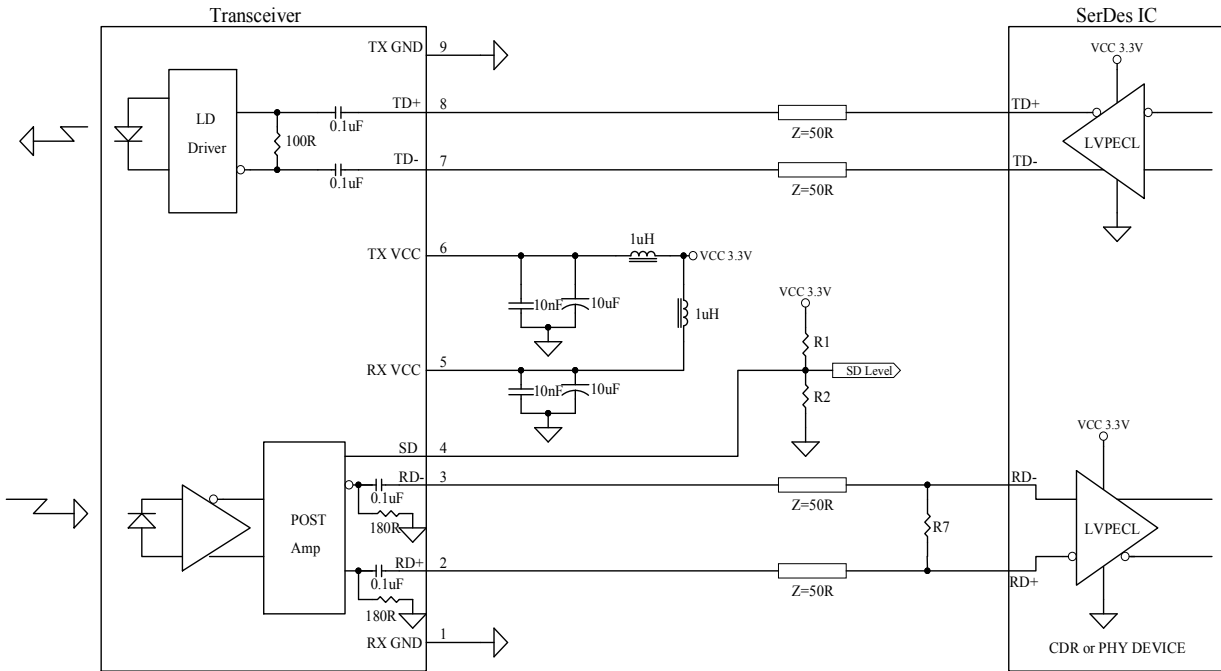 Transceiver
SerDes IC
TX GND
9
VCC 3.3V
LD
Driver
100R
0.1uF
TD+
8
Z=50R
TD+
LVPECL
0.1uF
TD-
7
Z=50R
TD-
TX VCC
6
1uH
VCC 3.3V
10nF
10uF
1uH
VCC 3.3V
R1
RX VCC
5
SD Level
10nF
10uF
R2
SD
4
VCC 3.3V
RD-
3
0.1uF
180R
Z=50R
RD-
POST
Amp
R7
LVPECL
RD+
2
0.1uF
180R
Z=50R
RD+
RX GND
1
CDR or PHY DEVICE